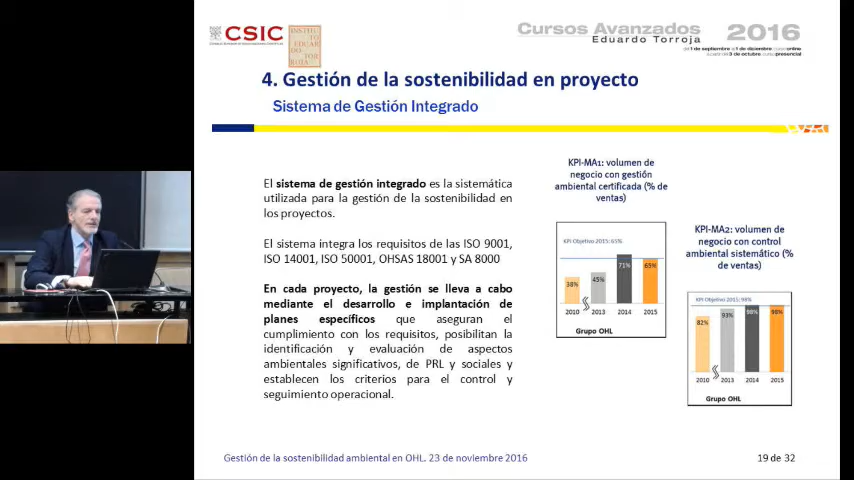 CSIC
INSTITU
TO EDUAR
DO TOR
ROJA
Cursos Avanzados 2016
Eduardo Torroja
4. Gestión de la sostenibilidad en proyecto
Sistema de Gestión Integrado
El sistema de gestión integrado es la sistemática
utilizada para la gestión de la sostenibilidad en
los proyectos.
El sistema integra los requisitos de las ISO 9001,
ISO 14001, ISO 50001, OHSAS 18001 y SA 8000
En cada proyecto, la gestión se lleva a cabo
mediante el desarrollo e implantación de
planes específicos que aseguran el
cumplimiento con los requisitos, posibilitan la
identificación y evaluación de aspectos
ambientales significativos, de PRL y sociales y
establecen los criterios para el control y
seguimiento operacional.
KPI-MA1: volumen de
negocio con gestión
ambiental certificada (% de
ventas)
KPI Objetivo 2015: 65%
38% 45% 71% 65%
2010 2013 2014 2015
Grupo OHL
KPI-MA2: volumen de
negocio con control
ambiental sistemático (%
de ventas)
KPI Objetivo 2015: 98%
82% 93% 98% 98%
2010 2013 2014 2015
Grupo OHL
Gestión de la sostenibilidad ambiental en OHL. 23 de noviembre 2016
19 de 32